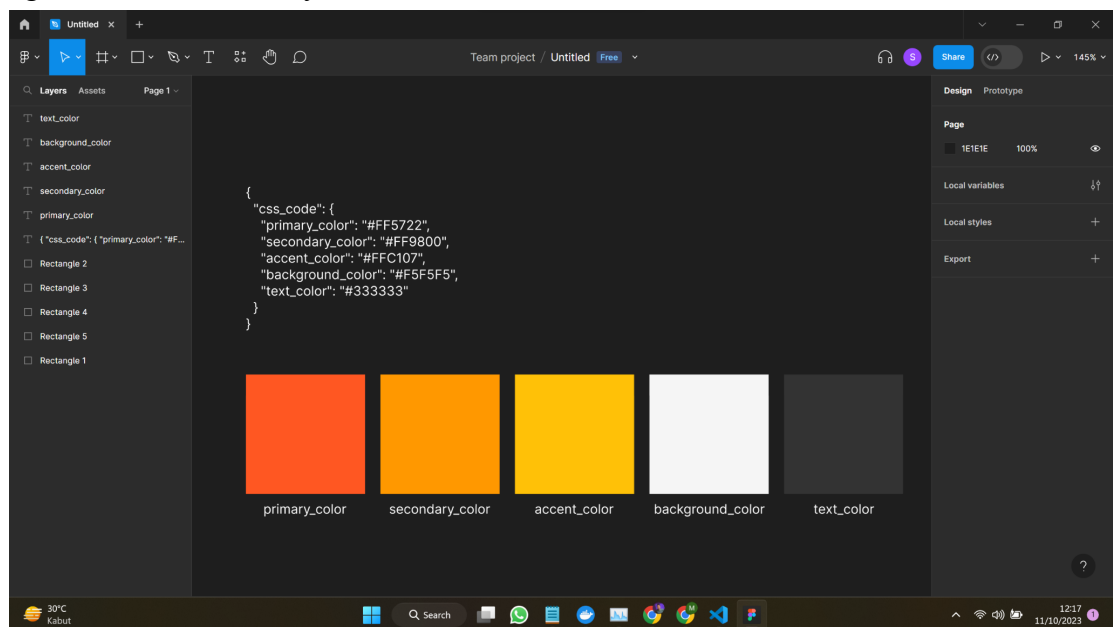 Untitled
Team project / Untitled Free
S
Share
145%
Layers Assets Page 1
Design Prototype
text_color
background_color
accent_color
secondary_color
primary_color
{ "css_code": { "primary_color": "#F...
Rectangle 2
Rectangle 3
Rectangle 4
Rectangle 5
Rectangle 1
{
"css_code": {
"primary_color": "#FF5722",
"secondary_color": "#FF9800",
"accent_color": "#FFC107",
"background_color": "#F5F5F5",
"text_color": "#333333"
}
}
primary_color secondary_color accent_color background_color text_color
Page
1E1E1E 100%
Local variables
Local styles
Export
?
30°C
Kabut
Search
12:17
11/10/2023
1